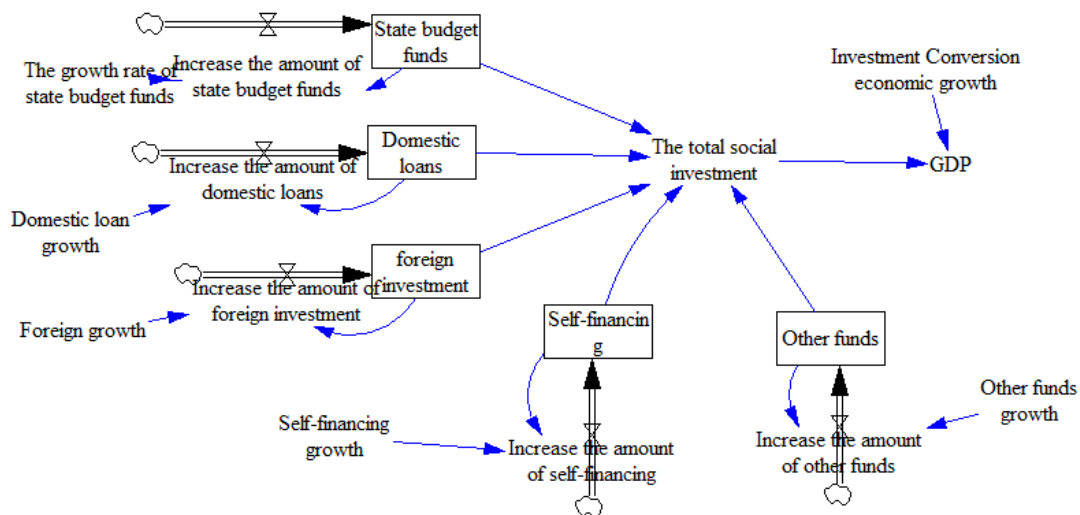 State budget
funds
The growth rate of
state budget funds
Increase the amount of
state budget funds
Investment Conversion
economic growth
Domestic
loans
Increase the amount of
domestic loans
The total social
investment
GDP
Domestic loan
growth
foreign
investment
Increase the amount of
foreign investment
Foreign growth
Self-financin
g
Other funds
Self-financing
growth
Increase the amount
of self-financing
Increase the amount
of other funds
Other funds
growth